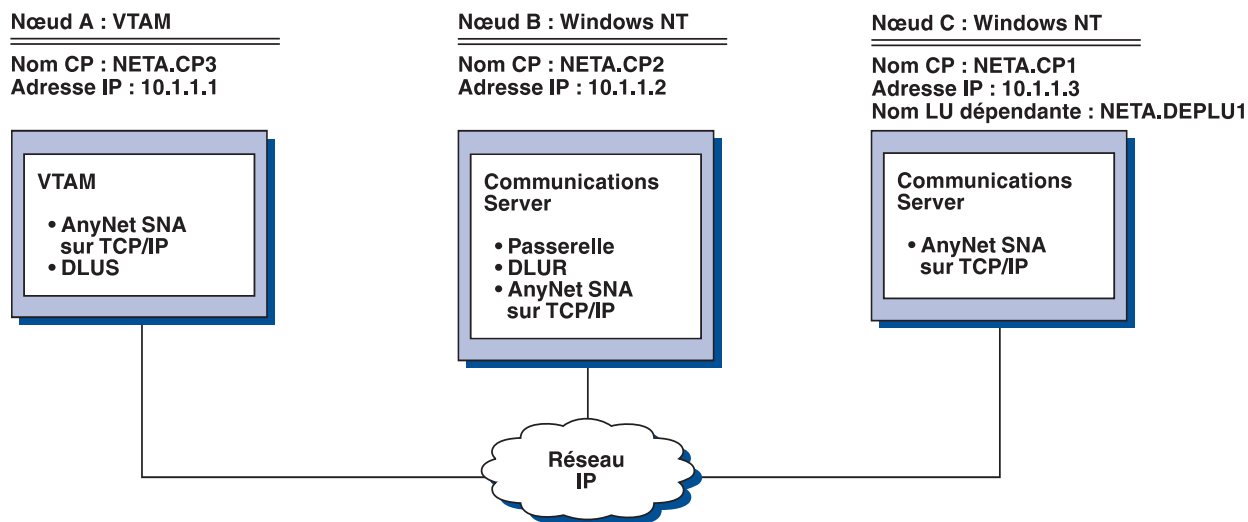 Nœud A : VTAM
Nom CP : NETA.CP3
Adresse IP : 10.1.1.1
VTAM
• AnyNet SNA
sur TCP/IP
• DLUS
Nœud B : Windows NT
Nom CP : NETA.CP2
Adresse IP : 10.1.1.2
Communications
Server
• Passerelle
• DLUR
• AnyNet SNA
sur TCP/IP
Nœud C : Windows NT
Nom CP : NETA.CP1
Adresse IP : 10.1.1.3
Nom LU dépendante : NETA.DEPLU1
Communications
Server
• AnyNet SNA
sur TCP/IP
Réseau
IP